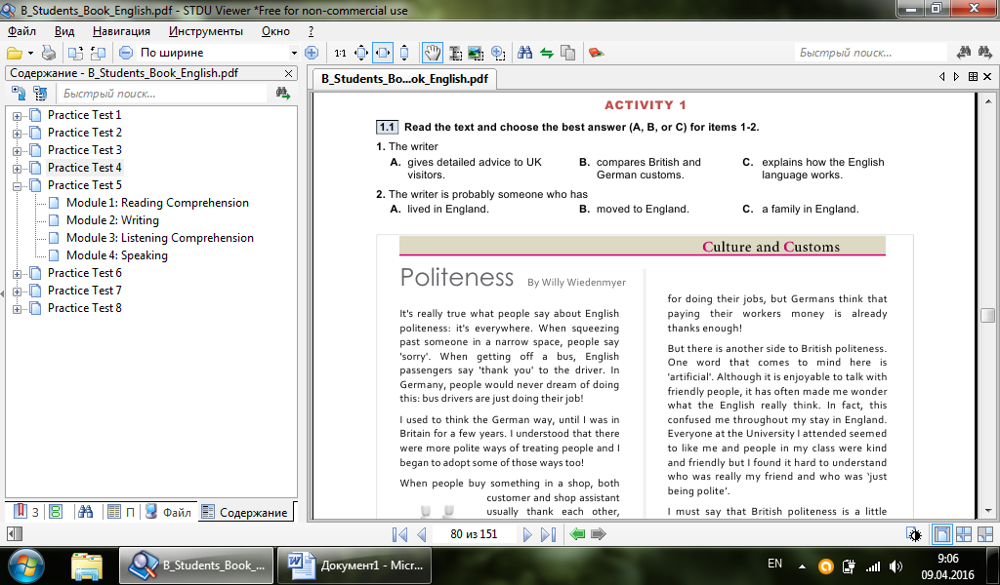 B_Students_Book_English.pdf - STDU Viewer *Free for non-commercial use
Файл Вид Навигация Инструменты Окно ?
По ширине
1:1
Быстрый поиск...
Содержание - B_Students_Book_English.pdf
Быстрый поиск...
Practice Test 1
Practice Test 2
Practice Test 3
Practice Test 4
Practice Test 5
Module 1: Reading Comprehension
Module 2: Writing
Module 3: Listening Comprehension
Module 4: Speaking
Practice Test 6
Practice Test 7
Practice Test 8
З П Файл Содержание
B_Students_Bo...ok_English.pdf
ACTIVITY 1
1.1 Read the text and choose the best answer (A, B, or C) for items 1-2.
1. The writer
A. gives detailed advice to UK visitors.
B. compares British and German customs.
C. explains how the English language works.
2. The writer is probably someone who has
A. lived in England.
B. moved to England.
C. a family in England.
Culture and Customs
Politeness By Willy Wiedenmyer
It's really true what people say about English
politeness: it's everywhere. When squeezing
past someone in a narrow space, people say
'sorry'. When getting off a bus, English
passengers say 'thank you' to the driver. In
Germany, people would never dream of doing
this: bus drivers are just doing their job!
I used to think the German way, until I was in
Britain for a few years. I understood that there
were more polite ways of treating people and I
began to adopt some of those ways too!
When people buy something in a shop, both
customer and shop assistant
usually thank each other,
for doing their jobs, but Germans think that
paying their workers money is already
thanks enough!
But there is another side to British politeness.
One word that comes to mind here is
'artificial'. Although it is enjoyable to talk with
friendly people, it has often made me wonder
what the English really think. In fact, this
confused me throughout my stay in England.
Everyone at the University I attended seemed
to like me and people in my class were kind
and friendly but I found it hard to understand
who was really my friend and who was 'just
being polite'.
I must say that British politeness is a little
80 из 151
B_Students_Book_...
Документ1 - Micr...
EN
9:06
09.04.2016